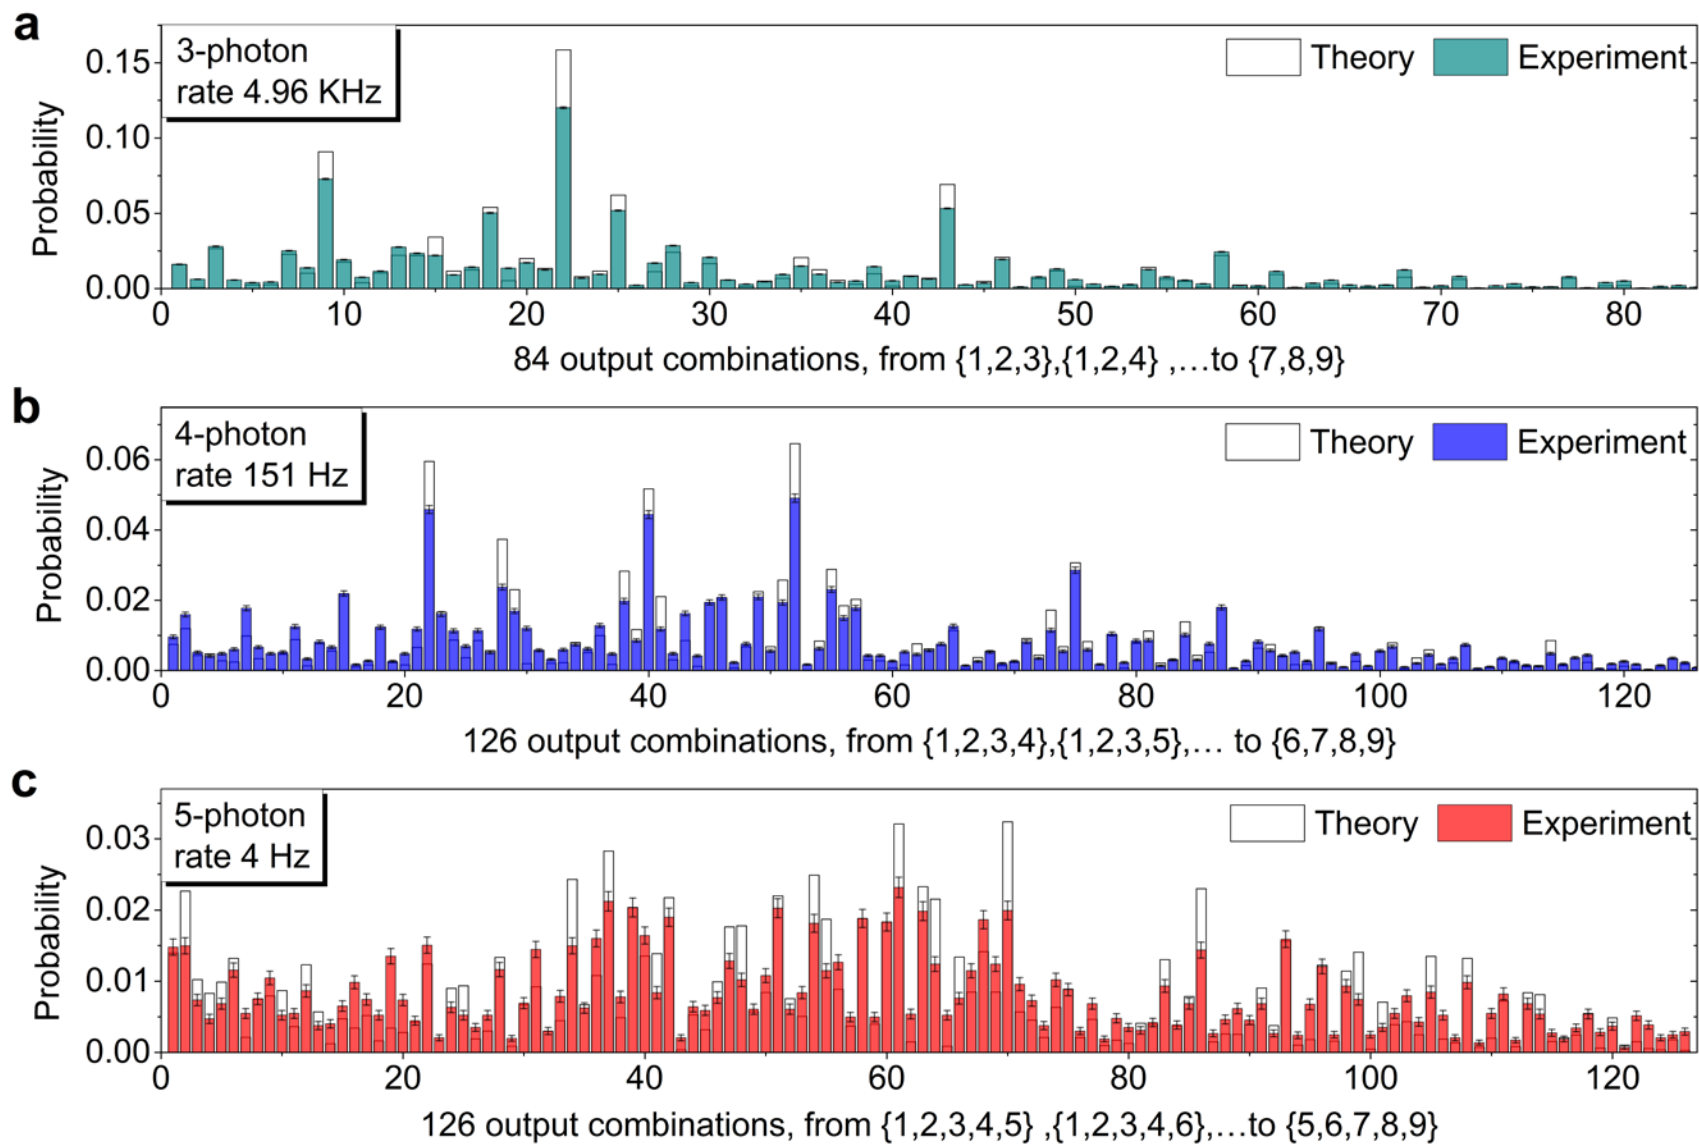 a
3-photon
rate 4.96 KHz
Theory Experiment
Probability
0.15
0.10
0.05
0.00
0 10 20 30 40 50 60 70 80
84 output combinations, from {1,2,3},{1,2,4} ,...to {7,8,9}
b
4-photon
rate 151 Hz
Theory Experiment
Probability
0.06
0.04
0.02
0.00
0 20 40 60 80 100 120
126 output combinations, from {1,2,3,4},{1,2,3,5},... to {6,7,8,9}
c
5-photon
rate 4 Hz
Theory Experiment
Probability
0.03
0.02
0.01
0.00
0 20 40 60 80 100 120
126 output combinations, from {1,2,3,4,5} ,{1,2,3,4,6},...to {5,6,7,8,9}